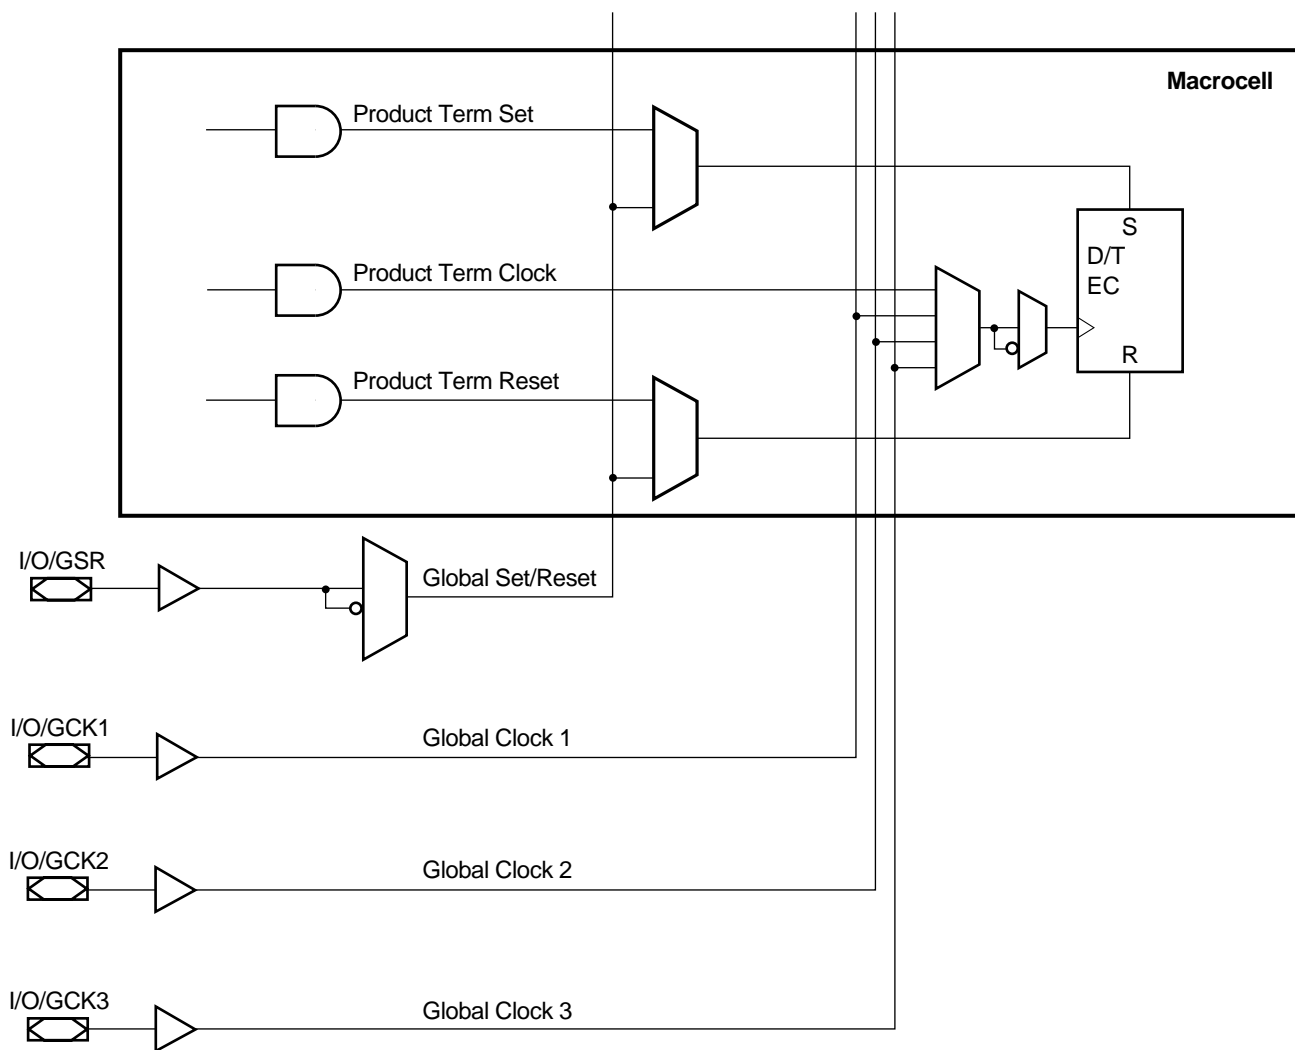 Macrocell
Product Term Set
S
D/T
Product Term Clock
EC
R
Product Term Reset
I/O/GSR
Global Set/Reset
I/O/GCK1
Global Clock 1
I/O/GCK2
Global Clock 2
I/O/GCK3
Global Clock 3